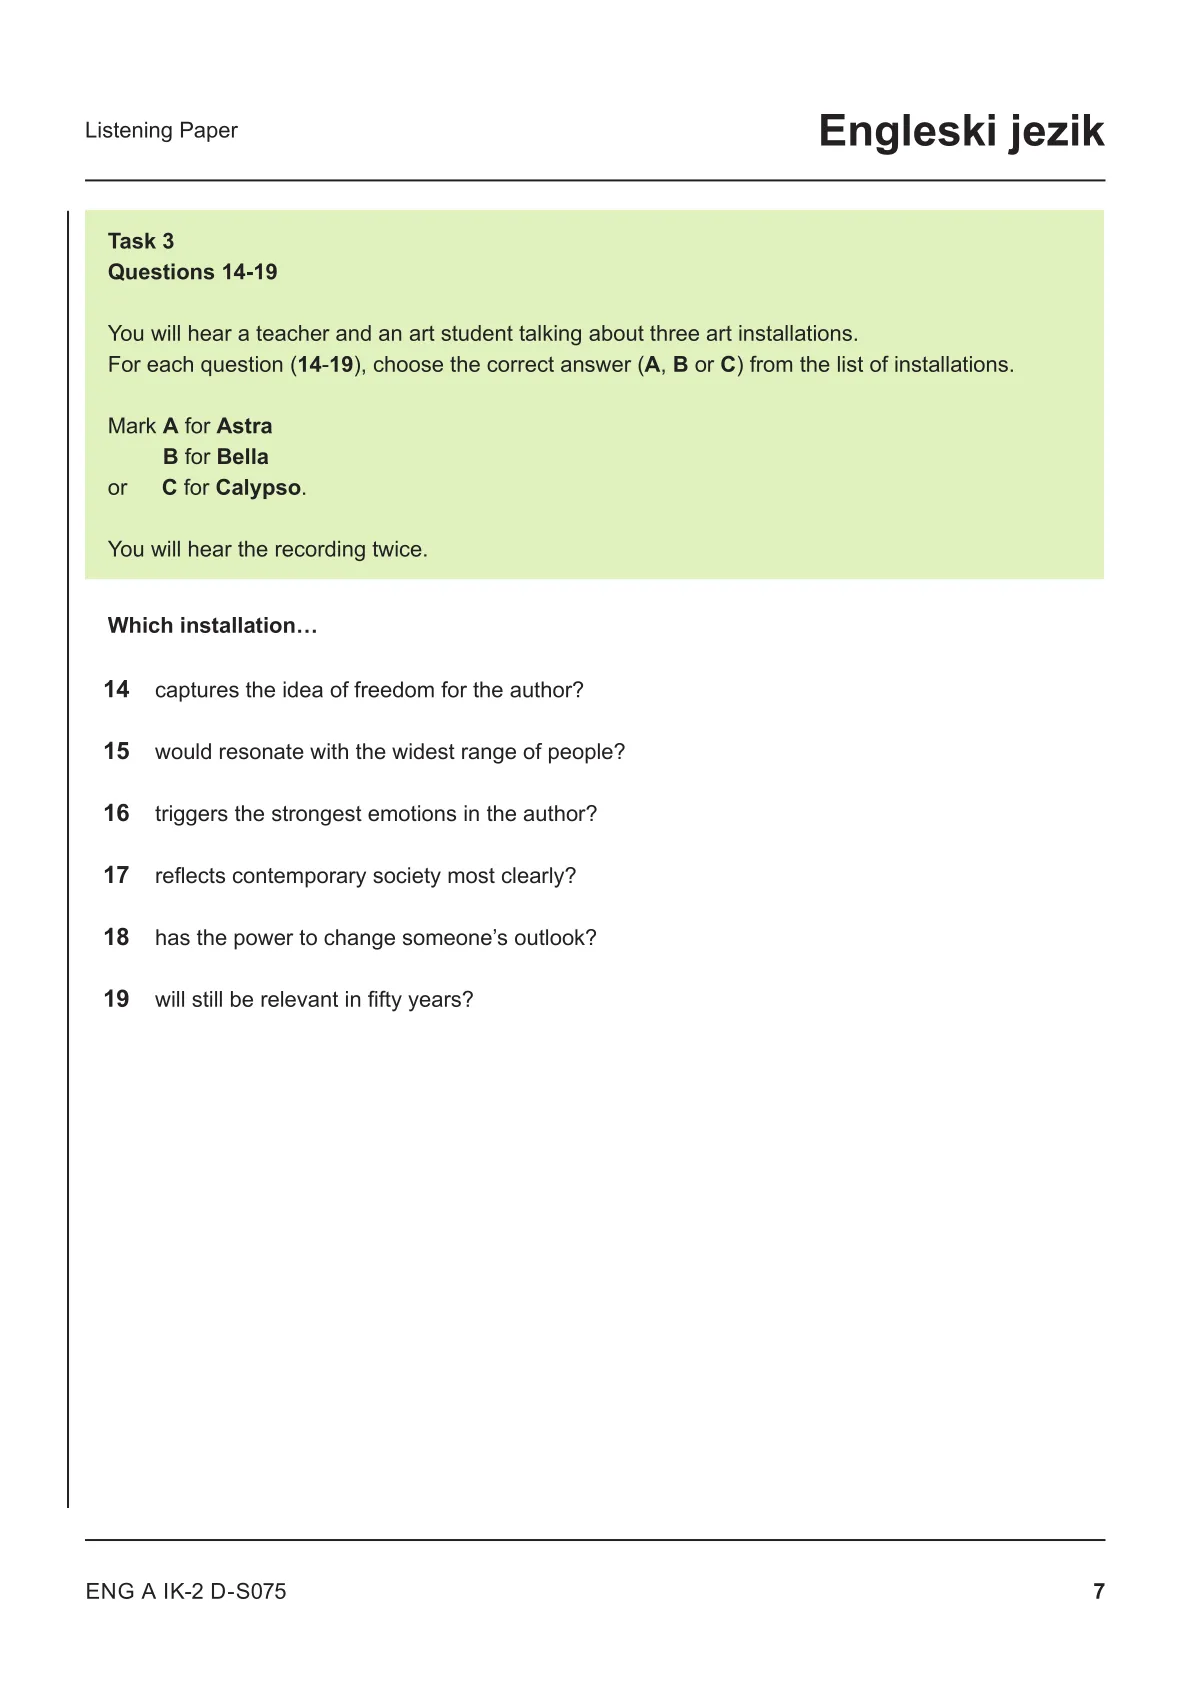 Listening Paper
Engleski jezik
Task 3
Questions 14-19
You will hear a teacher and an art student talking about three art installations.
For each question (14-19), choose the correct answer (A, B or C) from the list of installations.
Mark A for Astra
B for Bella
or C for Calypso.
You will hear the recording twice.
Which installation…
14 captures the idea of freedom for the author?
15 would resonate with the widest range of people?
16 triggers the strongest emotions in the author?
17 reflects contemporary society most clearly?
18 has the power to change someone’s outlook?
19 will still be relevant in fifty years?
ENG A IK-2 D-S075
7